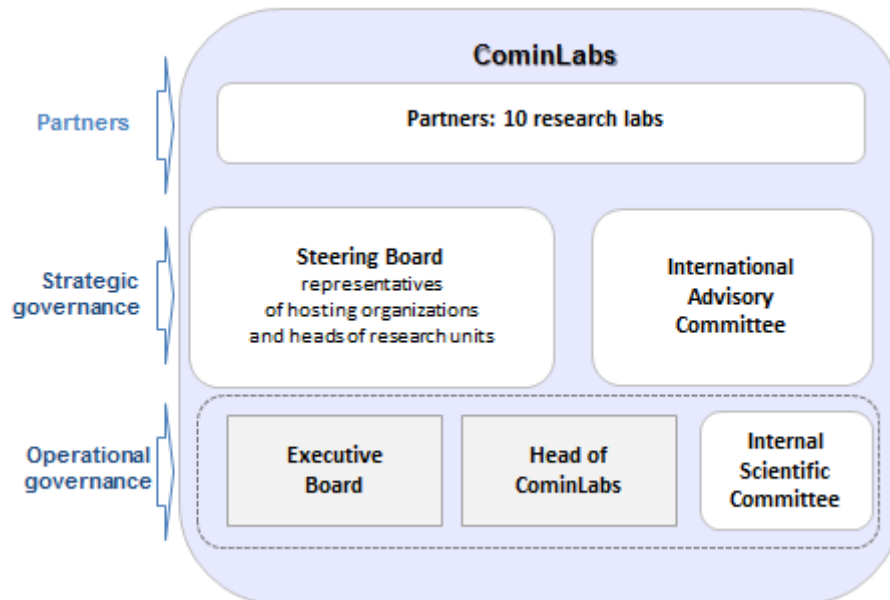 CominLabs
Partners
Partners: 10 research labs
Strategic
governance
Steering Board
representatives
of hosting organizations
and heads of research units
International
Advisory
Committee
Operational
governance
Executive
Board
Head of
CominLabs
Internal
Scientific
Committee